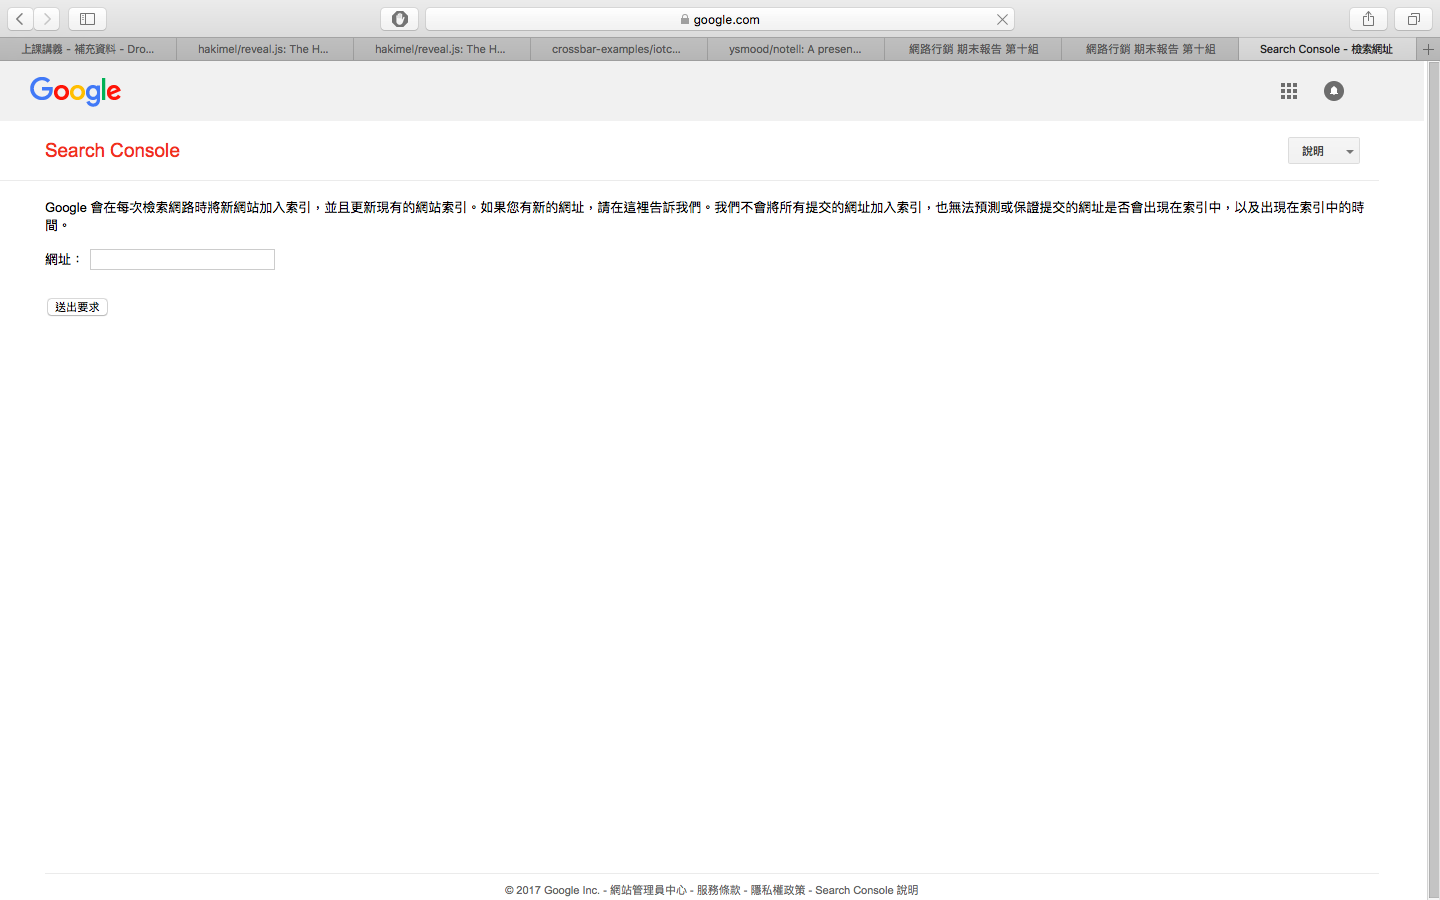 google.com
上課講義 - 補充資料 - Dro...
hakimel/reveal.js: The H...
hakimel/reveal.js: The H...
crossbar-examples/iotc...
ysmood/notell: A presen...
網路行銷 期末報告 第十組
網路行銷 期末報告 第十組
Search Console - 檢索網址
Google
Search Console
說明
Google 會在每次檢索網路時將新網站加入索引，並且更新現有的網站索引。如果您有新的網址，請在這裡告訴我們。我們不會將所有提交的網址加入索引，也無法預測或保證提交的網址是否會出現在索引中，以及出現在索引中的時
間。
網址：
送出要求
© 2017 Google Inc. - 網站管理員中心 - 服務條款 - 隱私權政策 - Search Console 說明